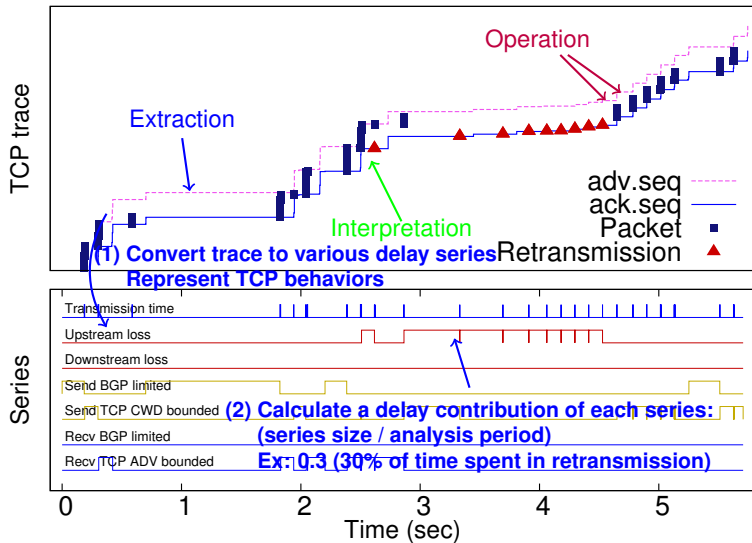 Operation
Extraction
TCP trace
Interpretation
adv.seq
ack.seq
Packet
Retransmission
(1) Convert trace to various delay series
Represent TCP behaviors
Transmission time
Upstream loss
Downstream loss
Send BGP limited
Send TCP CWD bounded
Recv BGP limited
Recv TCP ADV bounded
Series
(2) Calculate a delay contribution of each series:
(series size / analysis period)
Ex: 0.3 (30% of time spent in retransmission)
0 1 2 3 4 5
Time (sec)